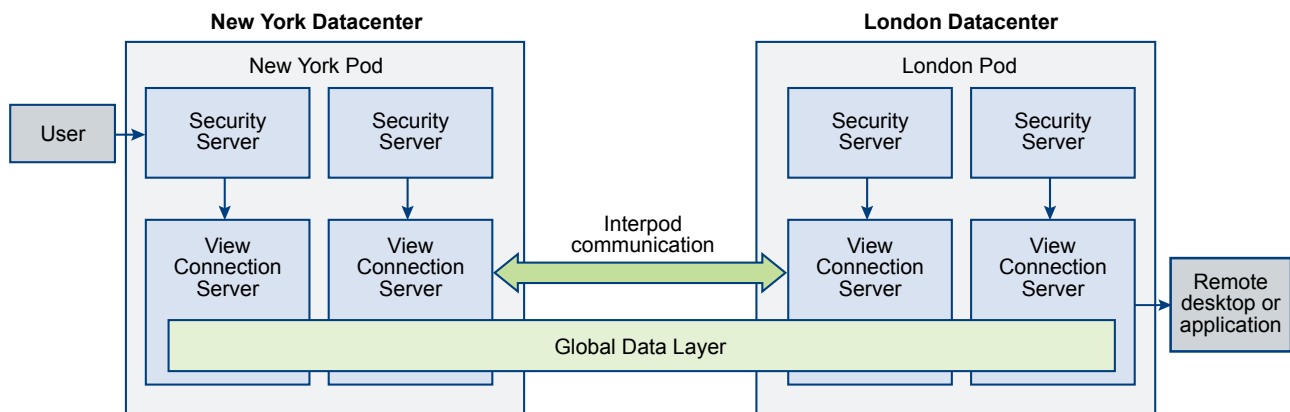 New York Datacenter
London Datacenter
New York Pod
London Pod
User
Security
Server
Security
Server
Security
Server
Security
Server
Interpod
communication
View
Connection
Server
View
Connection
Server
View
Connection
Server
View
Connection
Server
Remote
desktop or
application
Global Data Layer